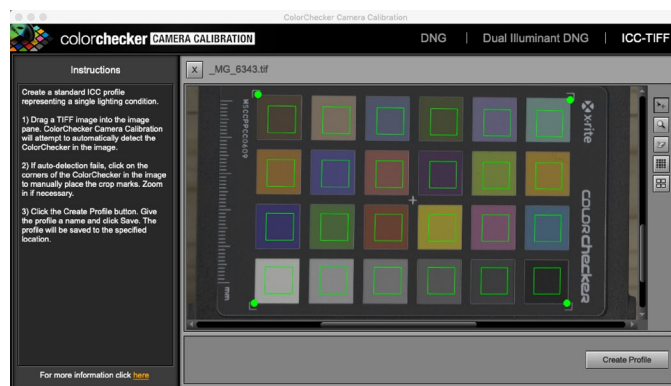 ColorChecker Camera Calibration
colorchecker CAMERA CALIBRATION
DNG | Dual Illuminant DNG | ICC-TIFF
Instructions
Create a standard ICC profile
representing a single lighting condition.
1) Drag a TIFF image into the image
pane. ColorChecker Camera Calibration
will attempt to automatically detect the
ColorChecker in the image.
2) If auto-detection fails, click on the
corners of the ColorChecker in the image
to manually place the crop marks. Zoom
in if necessary.
3) Click the Create Profile button. Give
the profile a name and click Save. The
profile will be saved to the specified
location.
For more information click here
X _MG_6343.tif
MSCCPPCC0409
mm
x-rite
colorchecker
Create Profile